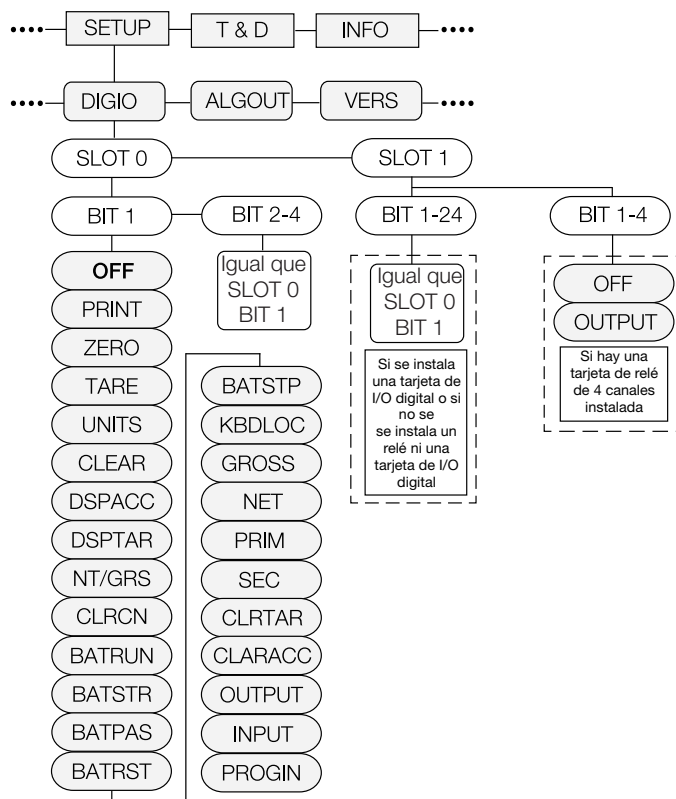 SETUP T & D INFO
DIGIO ALGOUT VERS
SLOT 0 SLOT 1
BIT 1 BIT 2-4 BIT 1-24 BIT 1-4
OFF
PRINT
ZERO
TARE
UNITS
CLEAR
DSPACC
DSPTAR
NT/GRS
CLRCN
BATRUN
BATSTR
BATPAS
BATRST
Igual que
SLOT 0
BIT 1
BATSTP
KBDLOC
GROSS
NET
PRIM
SEC
CLRTAR
CLARACC
OUTPUT
INPUT
PROGIN
Igual que
SLOT 0
BIT 1
Si se instala
una tarjeta de
I/O digital o si
no se
se instala un
relé ni una
tarjeta de I/O
digital
OFF
OUTPUT
Si hay una
tarjeta de relé
de 4 canales
instalada